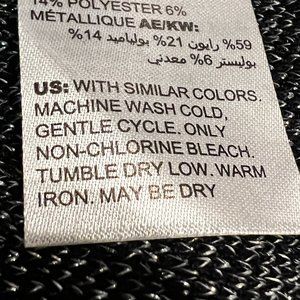 14% POLYESTER 6%
MÉTALLIQUE AE/KW:
59% رايون 21% بولياميد 14%
بوليستر 6% معدني
US: WITH SIMILAR COLORS.
MACHINE WASH COLD,
GENTLE CYCLE. ONLY
NON-CHLORINE BLEACH.
TUMBLE DRY LOW. WARM
IRON. MAY BE DRY